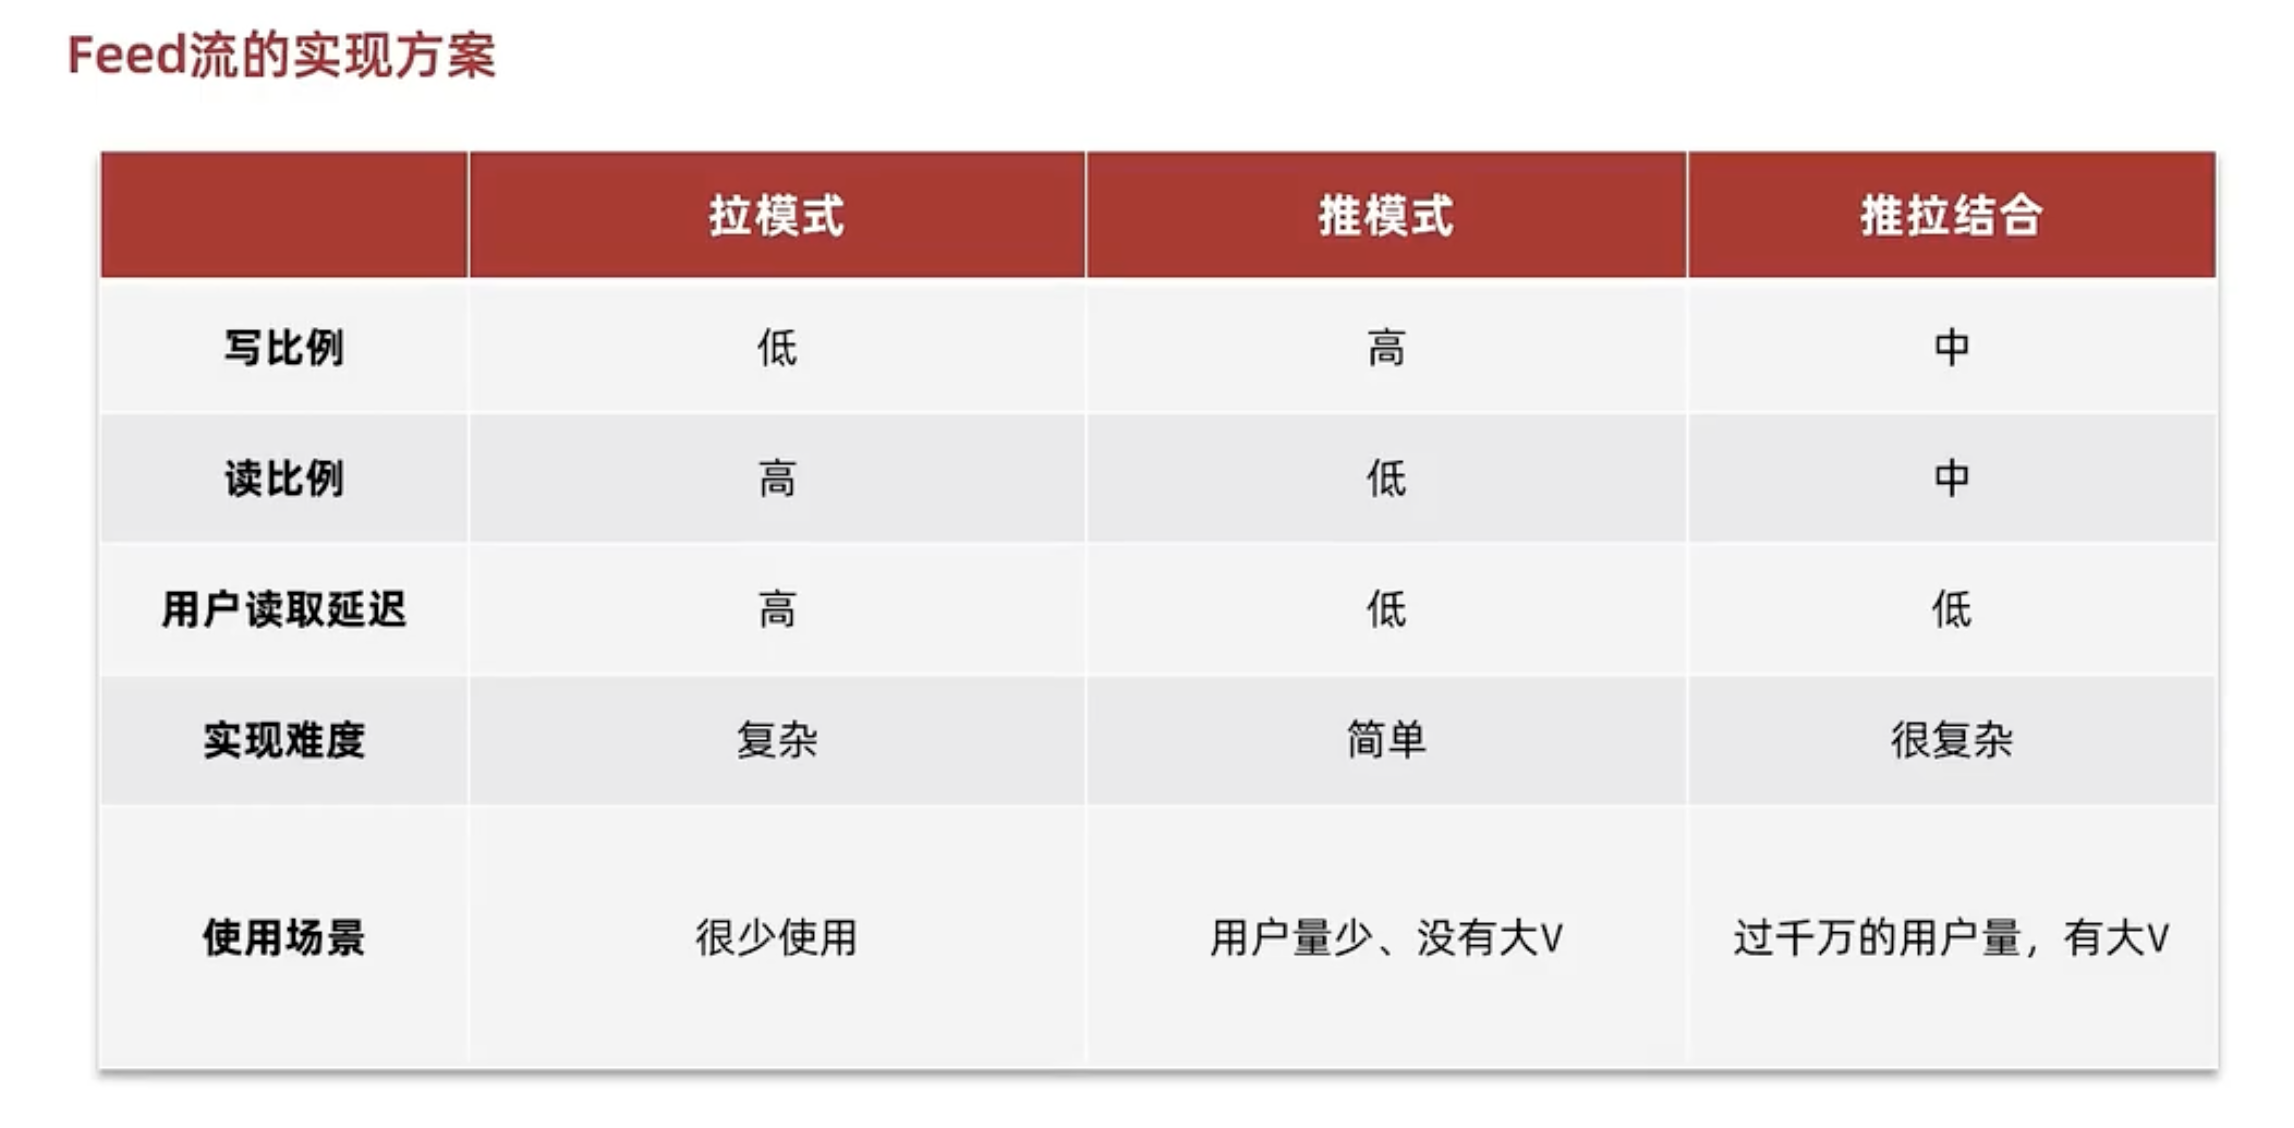 Feed流的实现方案
拉模式 推模式 推拉结合
写比例 低 高 中
读比例 高 低 中
用户读取延迟 高 低 低
实现难度 复杂 简单 很复杂
使用场景 很少使用 用户量少、没有大V 过千万的用户量，有大V